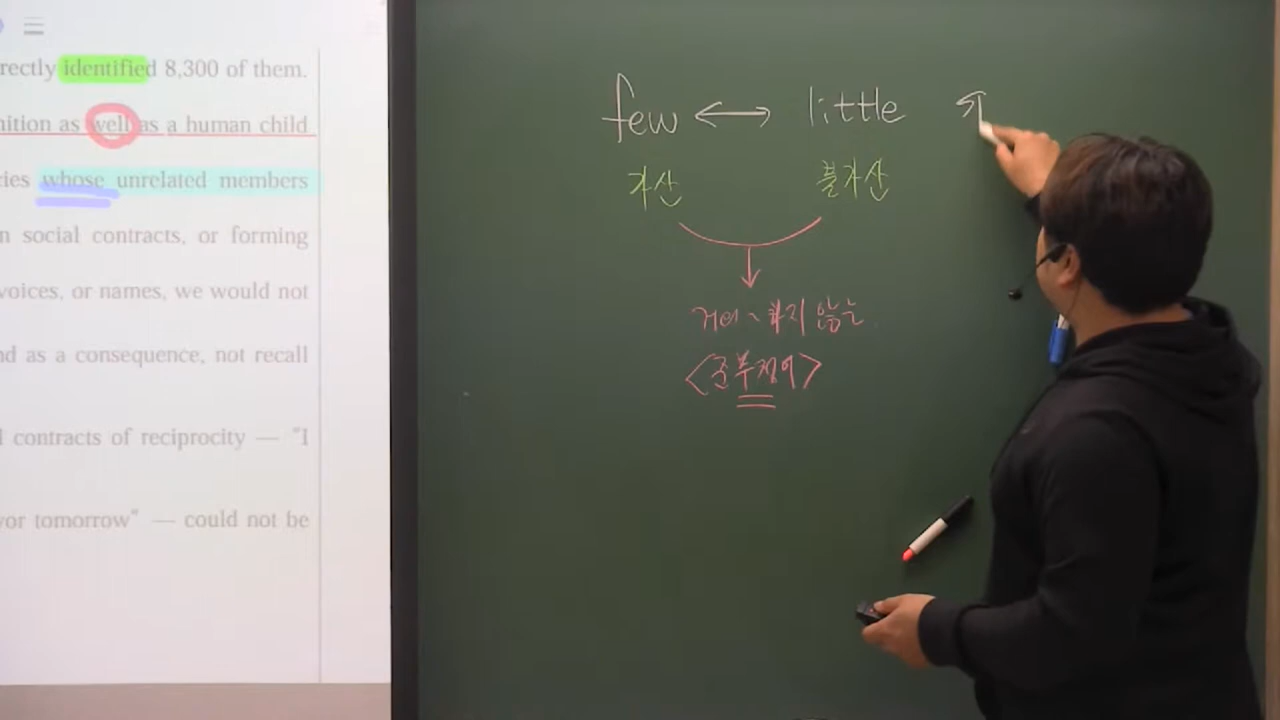 rectly identified 8,300 of them.
nition as well as a human child
ries whose unrelated members
n social contracts, or forming
voices, or names, we would not
nd as a consequence, not recall
l contracts of reciprocity — "I
vor tomorrow" — could not be
few ↔ little
가산 불가산
거의 ~ 하지 않는
<준부정어>